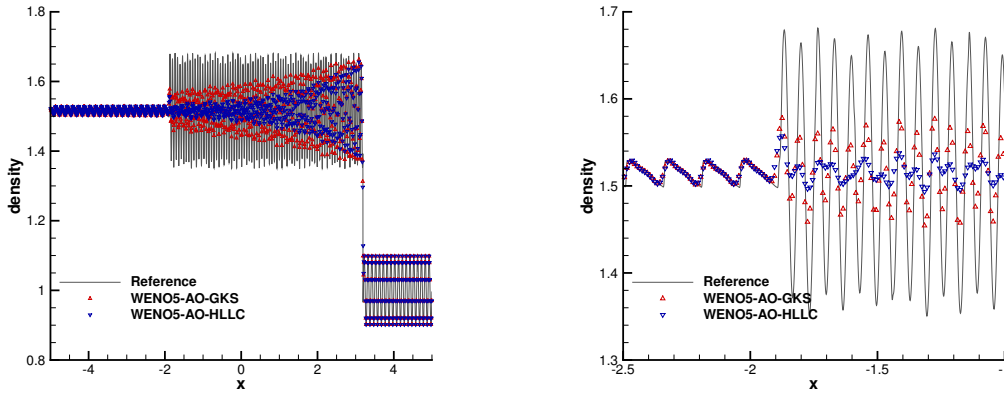 density
1.8
1.6
1.4
1.2
1
0.8
Reference
WENO5-AO-GKS
WENO5-AO-HLLC
-4
-2
0
2
4
x
density
1.7
1.6
1.5
1.4
1.3
Reference
WENO5-AO-GKS
WENO5-AO-HLLC
-2.5
-2
-1.5
-
x